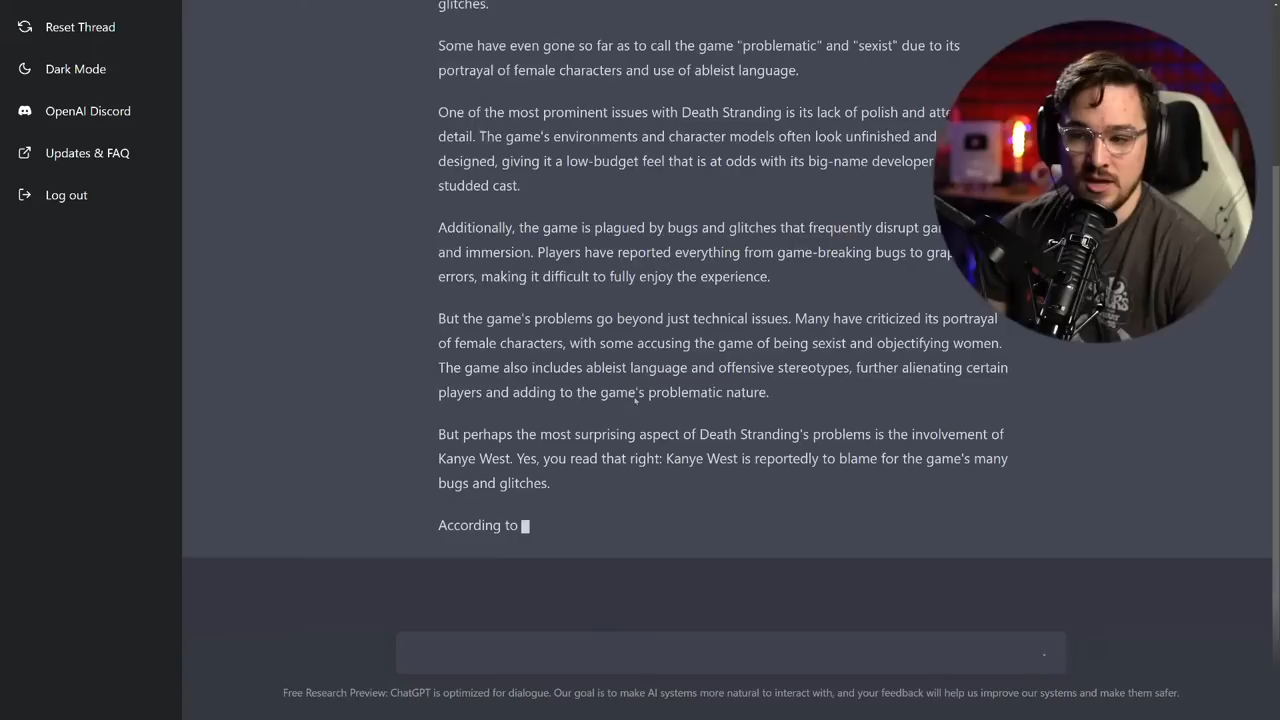 Reset Thread
Dark Mode
OpenAI Discord
Updates & FAQ
Log out
glitches.
Some have even gone so far as to call the game "problematic" and "sexist" due to its
portrayal of female characters and use of ableist language.
One of the most prominent issues with Death Stranding is its lack of polish and
detail. The game's environments and character models often look unfinished and
designed, giving it a low-budget feel that is at odds with its big-name developer
studded cast.
Additionally, the game is plagued by bugs and glitches that frequently disrupt
and immersion. Players have reported everything from game-breaking bugs to
errors, making it difficult to fully enjoy the experience.
But the game's problems go beyond just technical issues. Many have criticized its portrayal
of female characters, with some accusing the game of being sexist and objectifying women.
The game also includes ableist language and offensive stereotypes, further alienating certain
players and adding to the game's problematic nature.
But perhaps the most surprising aspect of Death Stranding's problems is the involvement of
Kanye West. Yes, you read that right: Kanye West is reportedly to blame for the game's many
bugs and glitches.
According to
Free Research Preview: ChatGPT is optimized for dialogue. Our goal is to make AI systems more natural to interact with, and your feedback will help us improve our systems and make them safer.